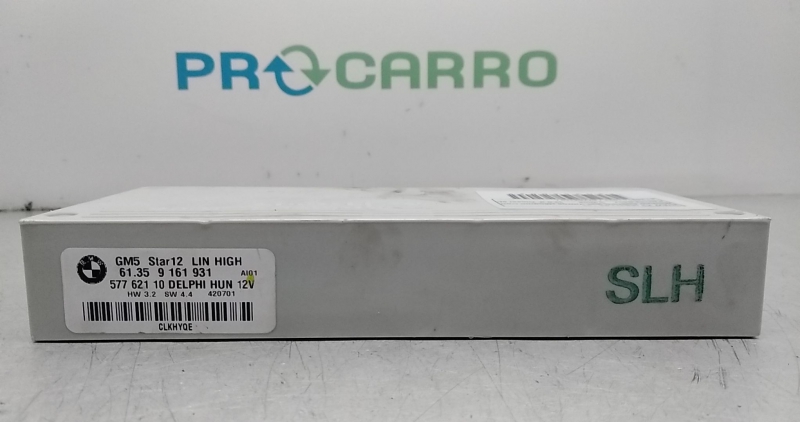 PROCARRO
GM5 Star12 LIN HIGH
61.35 9 161 931 AI01
577 621 10 DELPHI HUN 12V
HW 3.2 SW 4.4 420701
CLKHYQE
SLH